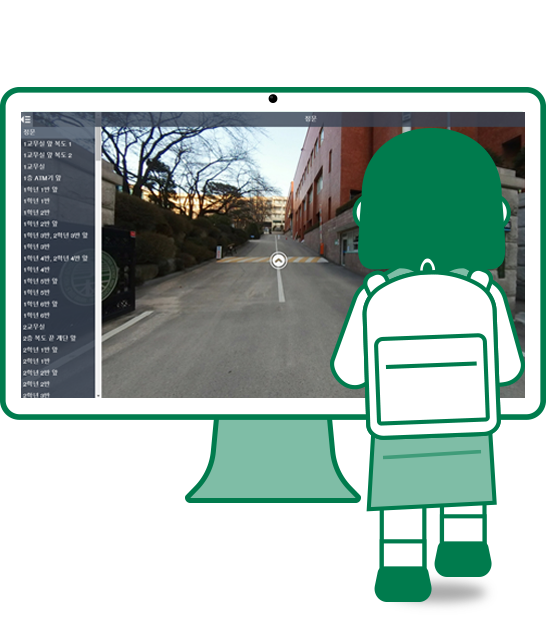 정문
정문
1교무실 앞 복도 1
1교무실 앞 복도 2
1교무실
1층 ATM기 앞
1학년 1반 앞
1학년 1반
1학년 2반
1학년 2반 앞
1학년 3반, 2학년 3반 앞
1학년 3반
1학년 4반, 2학년 4반 앞
1학년 4반
1학년 5반 앞
1학년 5반
1학년 6반 앞
1학년 6반
2교무실
2층 복도 끝 계단 앞
2학년 1반 앞
2학년 1반
2학년 2반 앞
2학년 2반
2학년 3반